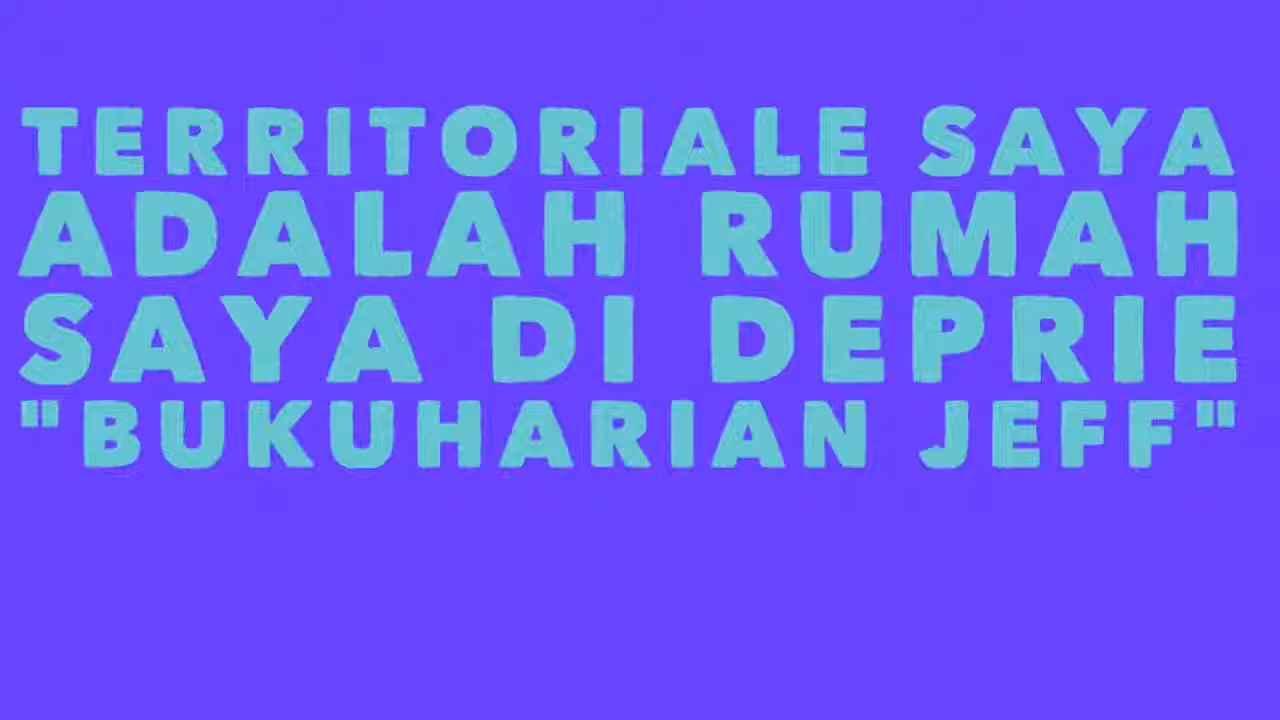 TERRITORIALE SAYA
ADALAH RUMAH
SAYA DI DEPRIE
"BUKUHARIAN JEFF"